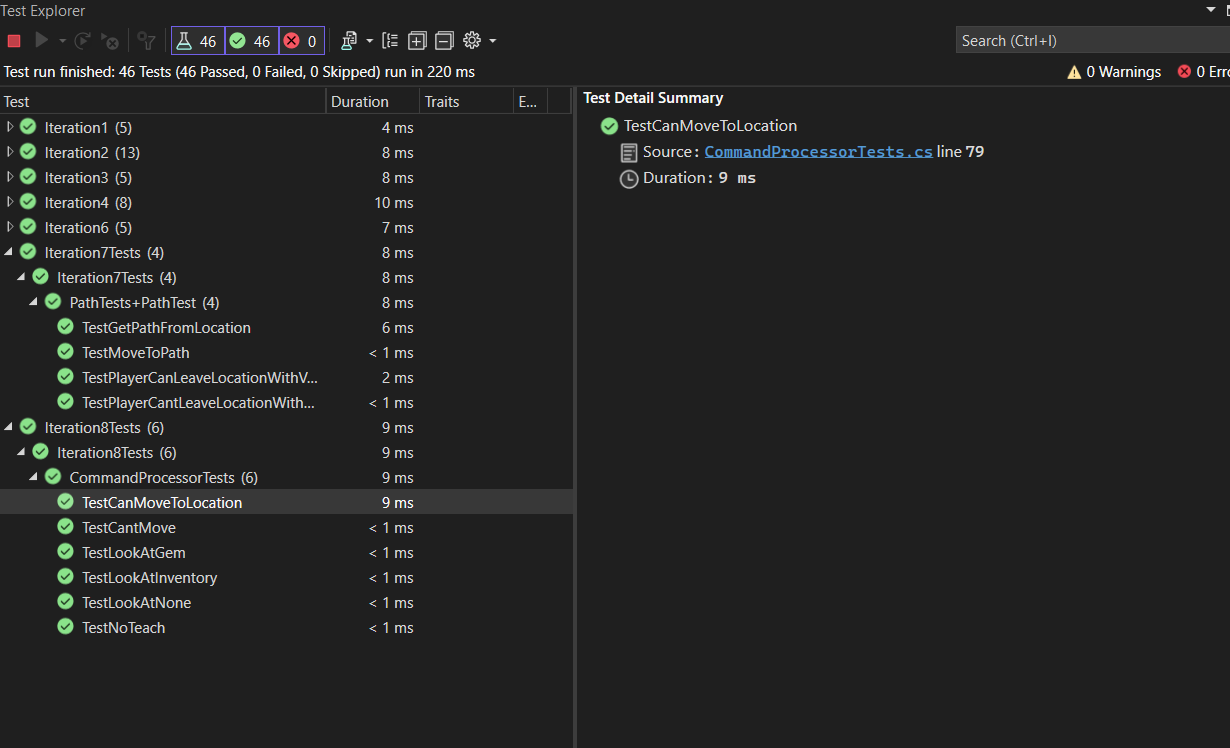 Test Explorer
46 46 0
Search (Ctrl+I)
Test run finished: 46 Tests (46 Passed, 0 Failed, 0 Skipped) run in 220 ms
0 Warnings 0 Erro
Test Duration Traits E...
Iteration1 (5) 4 ms
Iteration2 (13) 8 ms
Iteration3 (5) 8 ms
Iteration4 (8) 10 ms
Iteration6 (5) 7 ms
Iteration7Tests (4) 8 ms
Iteration7Tests (4) 8 ms
PathTests+PathTest (4) 8 ms
TestGetPathFromLocation 6 ms
TestMoveToPath < 1 ms
TestPlayerCanLeaveLocationWithV... 2 ms
TestPlayerCantLeaveLocationWith... < 1 ms
Iteration8Tests (6) 9 ms
Iteration8Tests (6) 9 ms
CommandProcessorTests (6) 9 ms
TestCanMoveToLocation 9 ms
TestCantMove < 1 ms
TestLookAtGem < 1 ms
TestLookAtInventory < 1 ms
TestLookAtNone < 1 ms
TestNoTeach < 1 ms
Test Detail Summary
TestCanMoveToLocation
Source: CommandProcessorTests.cs line 79
Duration: 9 ms